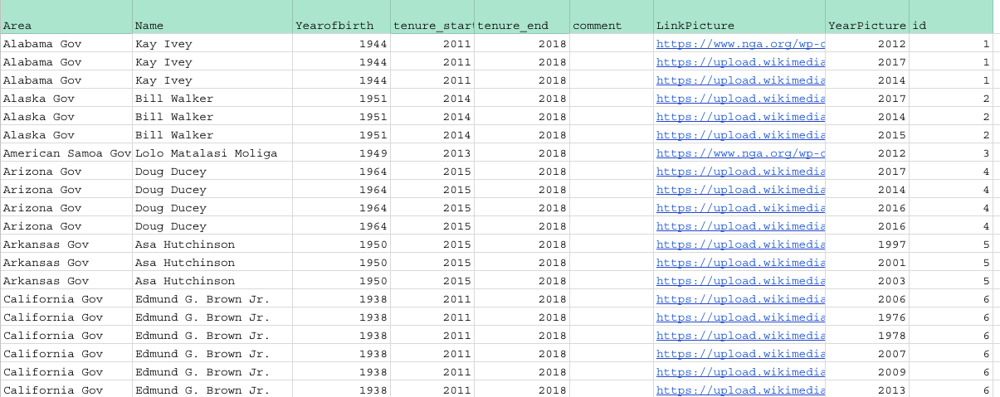 Area Name Yearofbirth tenure_start tenure_end comment LinkPicture YearPicture id
Alabama Gov Kay Ivey 1944 2011 2018 https://www.nga.org/wp-c 2012 1
Alabama Gov Kay Ivey 1944 2011 2018 https://upload.wikimedia 2017 1
Alabama Gov Kay Ivey 1944 2011 2018 https://upload.wikimedia 2014 1
Alaska Gov Bill Walker 1951 2014 2018 https://upload.wikimedia 2017 2
Alaska Gov Bill Walker 1951 2014 2018 https://upload.wikimedia 2014 2
Alaska Gov Bill Walker 1951 2014 2018 https://upload.wikimedia 2015 2
American Samoa Gov Lolo Matalasi Moliga 1949 2013 2018 https://www.nga.org/wp-c 2012 3
Arizona Gov Doug Ducey 1964 2015 2018 https://upload.wikimedia 2017 4
Arizona Gov Doug Ducey 1964 2015 2018 https://upload.wikimedia 2014 4
Arizona Gov Doug Ducey 1964 2015 2018 https://upload.wikimedia 2016 4
Arizona Gov Doug Ducey 1964 2015 2018 https://upload.wikimedia 2016 4
Arkansas Gov Asa Hutchinson 1950 2015 2018 https://upload.wikimedia 1997 5
Arkansas Gov Asa Hutchinson 1950 2015 2018 https://upload.wikimedia 2001 5
Arkansas Gov Asa Hutchinson 1950 2015 2018 https://upload.wikimedia 2003 5
California Gov Edmund G. Brown Jr. 1938 2011 2018 https://upload.wikimedia 2006 6
California Gov Edmund G. Brown Jr. 1938 2011 2018 https://upload.wikimedia 1976 6
California Gov Edmund G. Brown Jr. 1938 2011 2018 https://upload.wikimedia 1978 6
California Gov Edmund G. Brown Jr. 1938 2011 2018 https://upload.wikimedia 2007 6
California Gov Edmund G. Brown Jr. 1938 2011 2018 https://upload.wikimedia 2009 6
California Gov Edmund G. Brown Jr. 1938 2011 2018 https://upload.wikimedia 2013 6